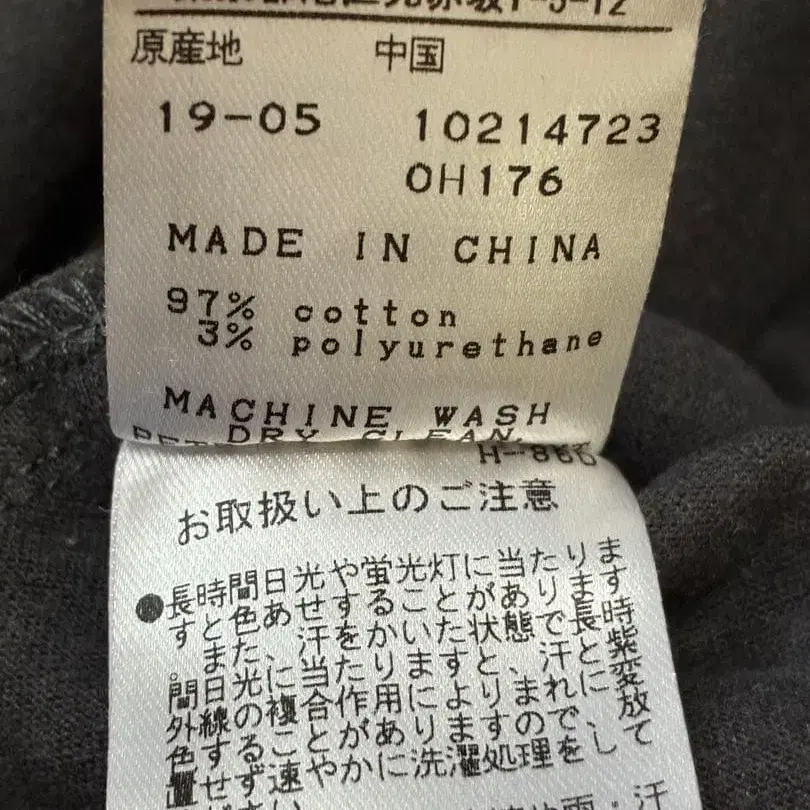 原産地 中国
19-05 10214723
0H176
MADE IN CHINA
97% cotton
3% polyurethane
MACHINE WASH
DRY CLEAN
お取扱い上のご注意
●長時間日光や蛍光灯に当たりま
すと色あせすることがあります
。また、汗をかいた状態で長時
間日光に当たりますと、汗と紫
外線の複合作用によりまれに変
色することがありますので、放
置せず速やかに洗濯処理をして